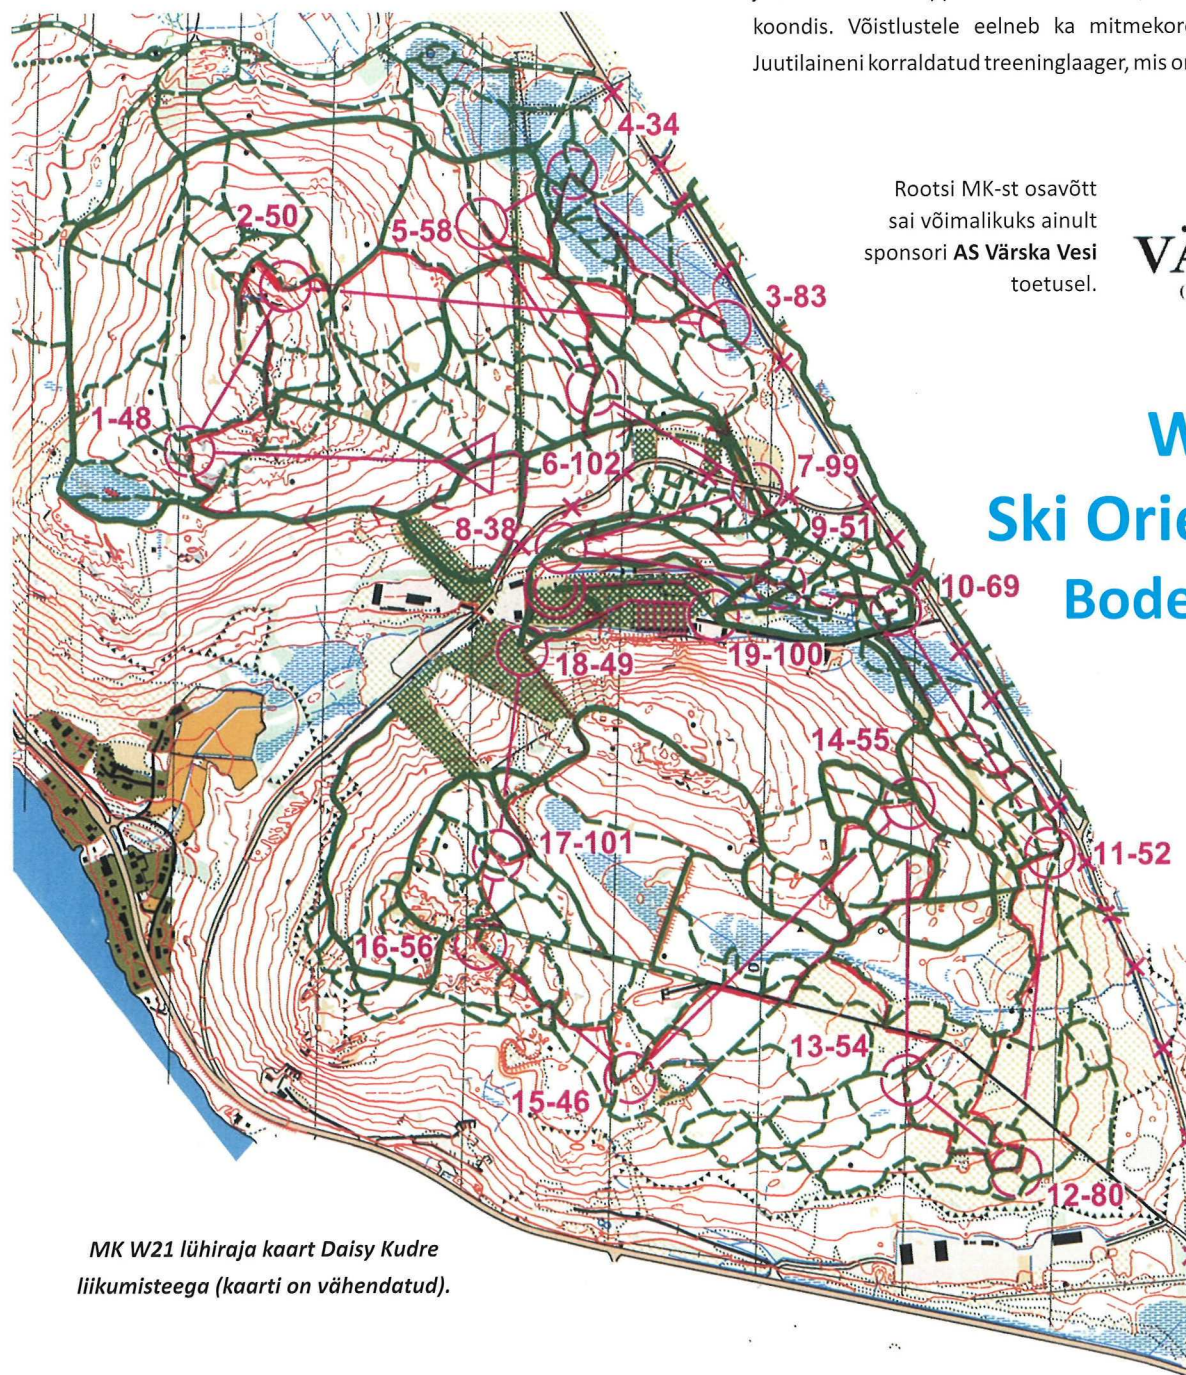 koondis. Võistlustele eelneb ka mitmekord
Juutilaineni korraldatud treeninglaager, mis on
4-34
Rootsi MK-st osavõtt
sai võimalikuks ainult
sponsori AS Värska Vesi
toetusel.
VÄ
2-50
5-58
3-83
1-48
W
6-102
7-99
Ski Orie
8-38
9-51
10-69
Bode
18-49
19-100
14-55
17-101
11-52
16-56
13-54
15-46
12-80
MK W21 lühiraja kaart Daisy Kudre
liikumisteega (kaarti on vähendatud).